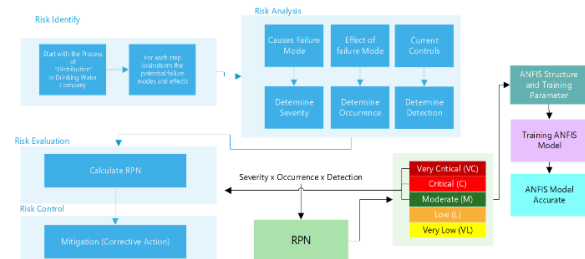 Risk Identify
Start with the Process
of
"Distribution"
in Drinking Water
Company
For each step
brainstorm the
potential failure
modes and effects
Risk Analysis
Causes Failure
Mode
Effect of
failure Mode
Current
Controls
Determine
Severity
Determine
Occurrence
Determine
Detection
ANFIS Structure
and Training
Parameter
Training ANFIS
Model
ANFIS Model
Accurate
Risk Evaluation
Calculate RPN
Severity x Occurrence x Detection
Very Critical (VC)
Critical (C)
Moderate (M)
Low (L)
Very Low (VL)
RPN
Risk Control
Mitigation (Corrective Action)